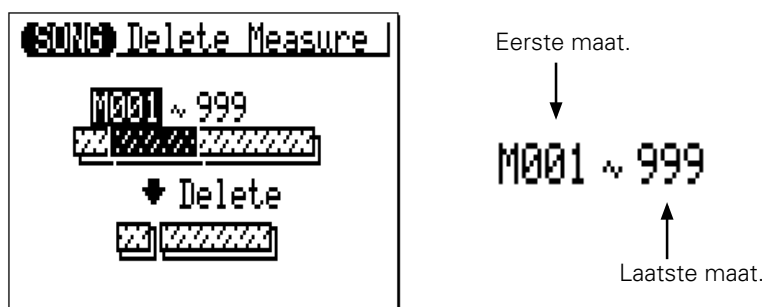 SONG Delete Measure
M001 ~ 999
Delete
Eerste maat.
M001 ~ 999
Laatste maat.